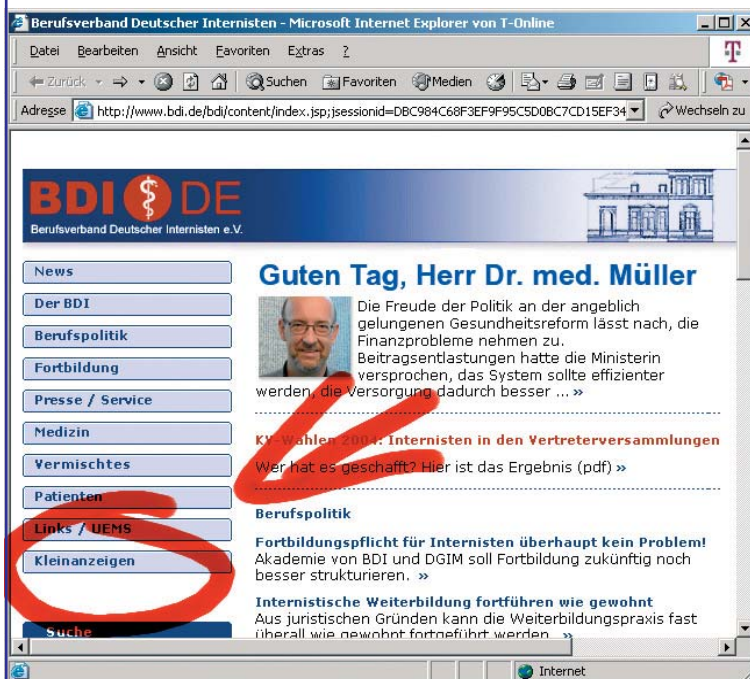 Berufsverband Deutscher Internisten - Microsoft Internet Explorer von T-Online
Datei Bearbeiten Ansicht Favoriten Extras ?
Zurück Suchen Favoriten Medien
Adresse http://www.bdi.de/bdi/content/index.jsp;jsessionid=DBC984C68F3EF9F95C5D0BC7CD15EF34 Wechseln zu
BDI DE
Berufsverband Deutscher Internisten e.V.
News
Der BDI
Berufspolitik
Fortbildung
Presse / Service
Medizin
Vermischtes
Patienten
Links / UEMS
Kleinanzeigen
Suche
Guten Tag, Herr Dr. med. Müller
Die Freude der Politik an der angeblich
gelungenen Gesundheitsreform lässt nach, die
Finanzprobleme nehmen zu.
Beitragsentlastungen hatte die Ministerin
versprochen, das System sollte effizienter
werden, die Versorgung dadurch besser ... »
KV-Wahlen 2004: Internisten in den Vertreterversammlungen
Wer hat es geschafft? Hier ist das Ergebnis (pdf) »
Berufspolitik
Fortbildungspflicht für Internisten überhaupt kein Problem!
Akademie von BDI und DGIM soll Fortbildung zukünftig noch
besser strukturieren. »
Internistische Weiterbildung fortführen wie gewohnt
Aus juristischen Gründen kann die Weiterbildungspraxis fast
überall wie gewohnt fortgeführt werden. »
Internet